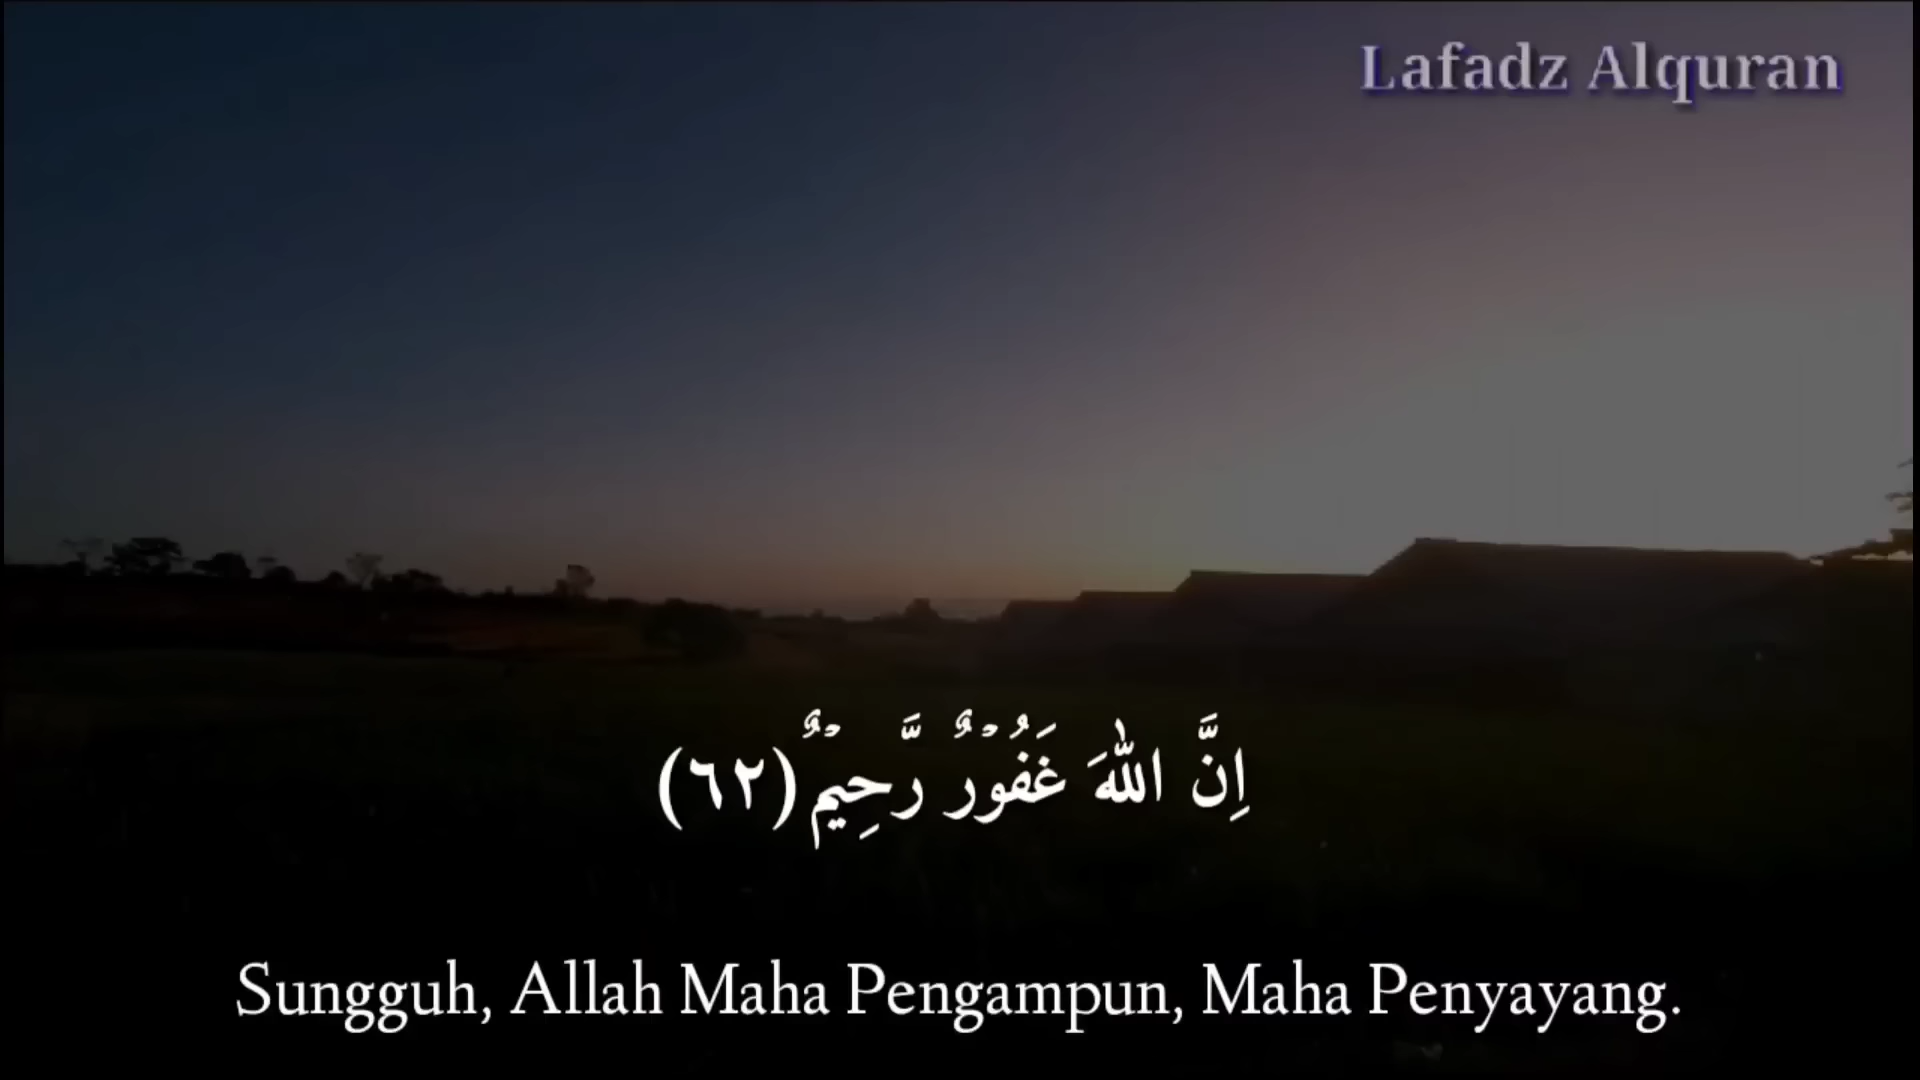 Lafadz Alquran
اِنَّ اللّٰهَ غَفُوْرٌ رَّحِيْمٌ (٦٢)
Sungguh, Allah Maha Pengampun, Maha Penyayang.